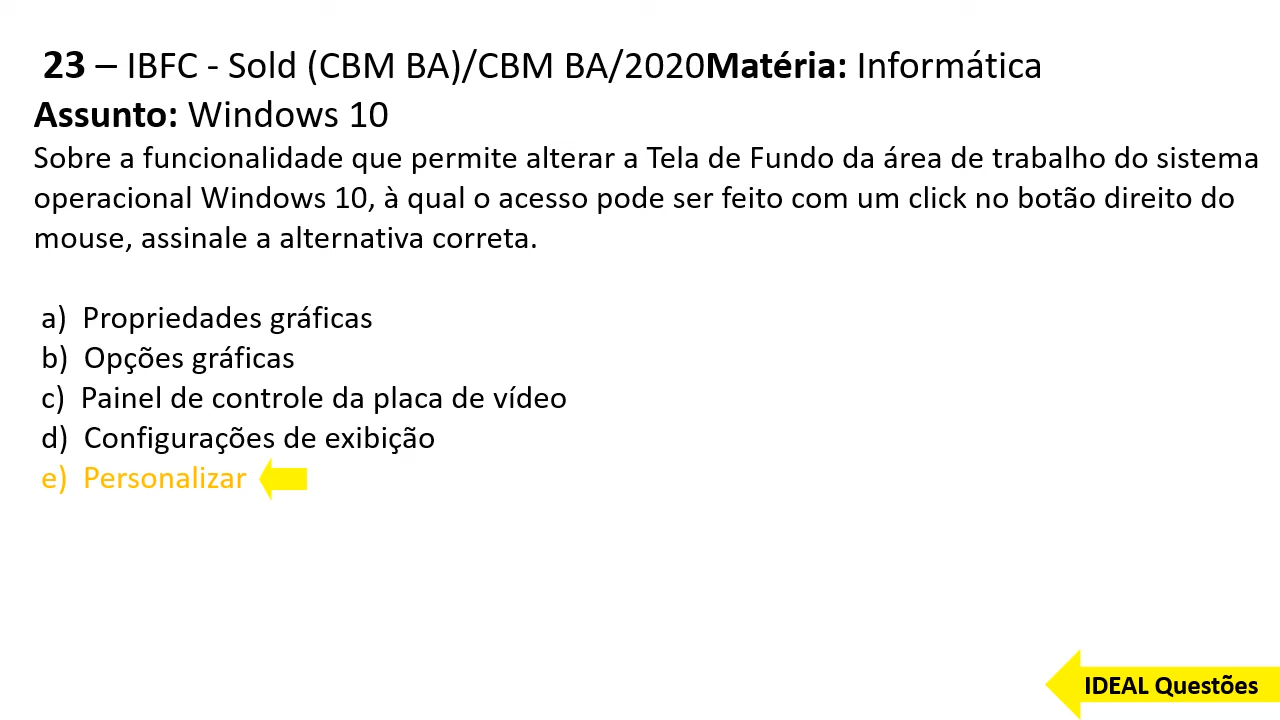 23 – IBFC - Sold (CBM BA)/CBM BA/2020Matéria: Informática
Assunto: Windows 10
Sobre a funcionalidade que permite alterar a Tela de Fundo da área de trabalho do sistema
operacional Windows 10, à qual o acesso pode ser feito com um click no botão direito do
mouse, assinale a alternativa correta.
a) Propriedades gráficas
b) Opções gráficas
c) Painel de controle da placa de vídeo
d) Configurações de exibição
e) Personalizar
IDEAL Questões